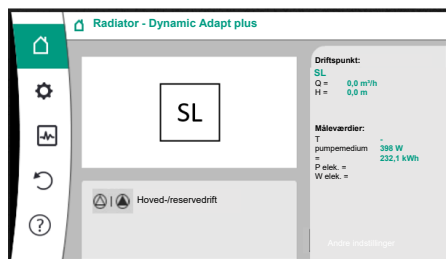 Radiator - Dynamic Adapt plus
SL
Hoved-/reservedrift
Driftspunkt:
SL
Q = 0,0 m³/h
H = 0,0 m
Måleværdier:
T -
pumpemedium 398 W
= 232,1 kWh
P elek. =
W elek. =
Andre indstillinger
?